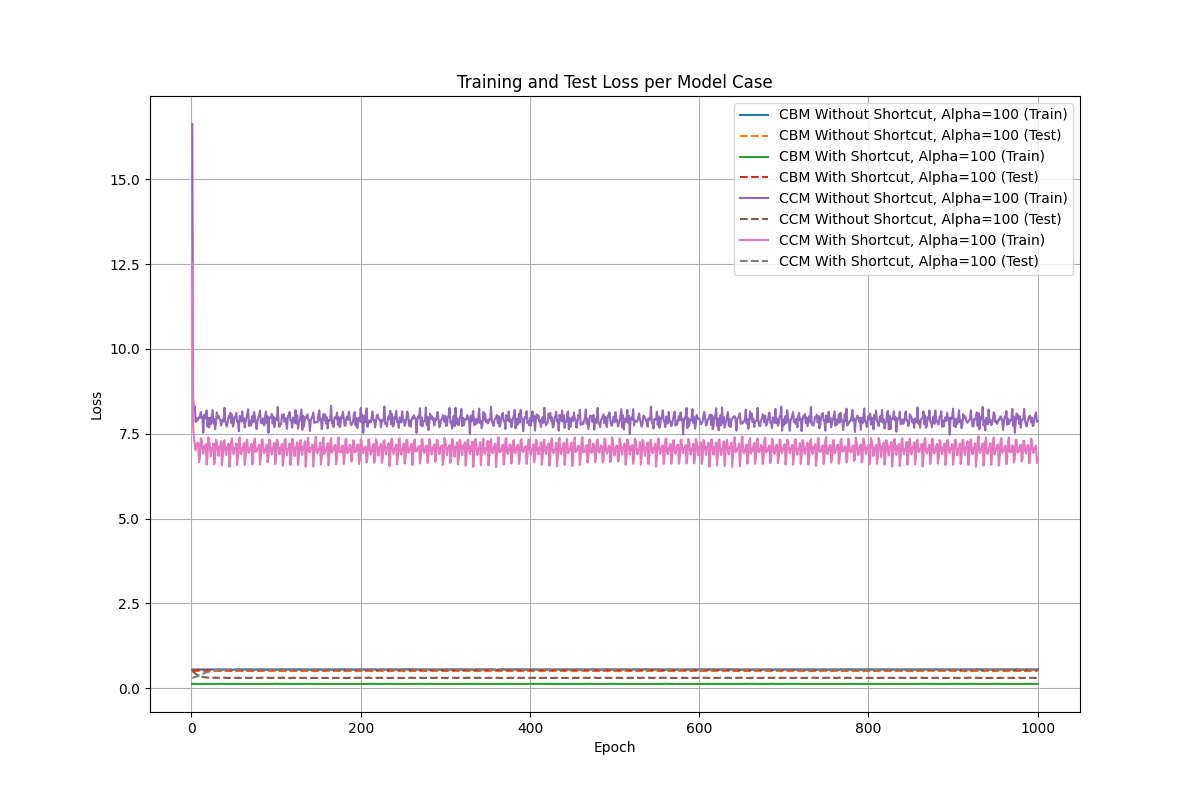 Training and Test Loss per Model Case
CBM Without Shortcut, Alpha=100 (Train)
CBM Without Shortcut, Alpha=100 (Test)
CBM With Shortcut, Alpha=100 (Train)
CBM With Shortcut, Alpha=100 (Test)
CCM Without Shortcut, Alpha=100 (Train)
CCM Without Shortcut, Alpha=100 (Test)
CCM With Shortcut, Alpha=100 (Train)
CCM With Shortcut, Alpha=100 (Test)
15.0
12.5
10.0
7.5
5.0
2.5
0.0
Loss
0 200 400 600 800 1000
Epoch